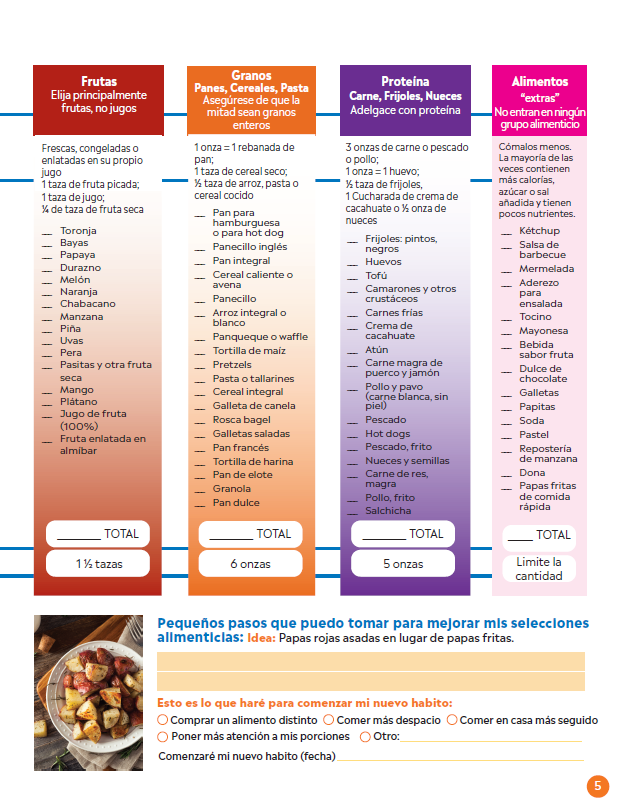 Frutas
Elija principalmente
frutas, no jugos
Frescas, congeladas o
enlatadas en su propio
jugo
1 taza de fruta picada;
1 taza de jugo;
¼ de taza de fruta seca
__ Toronja
__ Bayas
__ Papaya
__ Durazno
__ Melón
__ Naranja
__ Chabacano
__ Manzana
__ Piña
__ Uvas
__ Pera
__ Pasitas y otra fruta
seca
__ Mango
__ Plátano
__ Jugo de fruta
(100%)
__ Fruta enlatada en
almíbar
______ TOTAL
1 ½ tazas
Granos
Panes, Cereales, Pasta
Asegúrese de que la
mitad sean granos
enteros
1 onza = 1 rebanada de
pan;
1 taza de cereal seco;
½ taza de arroz, pasta o
cereal cocido
__ Pan para
hamburguesa
o para hot dog
__ Panecillo inglés
__ Pan integral
__ Cereal caliente o
avena
__ Panecillo
__ Arroz integral o
blanco
__ Panqueque o waffle
__ Tortilla de maíz
__ Pretzels
__ Pasta o tallarines
__ Cereal integral
__ Galleta de canela
__ Rosca bagel
__ Galletas saladas
__ Pan francés
__ Tortilla de harina
__ Pan de elote
__ Granola
__ Pan dulce
______ TOTAL
6 onzas
Proteína
Carne, Frijoles, Nueces
Adelgace con proteína
3 onzas de carne o pescado
o pollo;
1 onza = 1 huevo;
½ taza de frijoles,
1 Cucharada de crema de
cacahuate o ½ onza de
nueces
__ Frijoles: pintos,
negros
__ Huevos
__ Tofú
__ Camarones y otros
crustáceos
__ Carnes frías
__ Crema de
cacahuate
__ Atún
__ Carne magra de
puerco y jamón
__ Pollo y pavo
(carne blanca, sin
piel)
__ Pescado
__ Hot dogs
__ Pescado, frito
__ Nueces y semillas
__ Carne de res,
magra
__ Pollo, frito
__ Salchicha
______ TOTAL
5 onzas
Alimentos
“extras”
No entran en ningún
grupo alimenticio
Cómalos menos.
La mayoría de las
veces contienen
más calorías,
azúcar o sal
añadida y tienen
pocos nutrientes.
__ Kétchup
__ Salsa de
barbecue
__ Mermelada
__ Aderezo
para
ensalada
__ Tocino
__ Mayonesa
__ Bebida
sabor fruta
__ Dulce de
chocolate
__ Galletas
__ Papitas
__ Soda
__ Pastel
__ Repostería
de manzana
__ Dona
__ Papas fritas
de comida
rápida
____ TOTAL
Limite la
cantidad
Pequeños pasos que puedo tomar para mejorar mis selecciones
alimenticias: Idea: Papas rojas asadas en lugar de papas fritas.
Esto es lo que haré para comenzar mi nuevo habito:
Comprar un alimento distinto Comer más despacio Comer en casa más seguido
Poner más atención a mis porciones Otro:
Comenzaré mi nuevo habito (fecha)
5